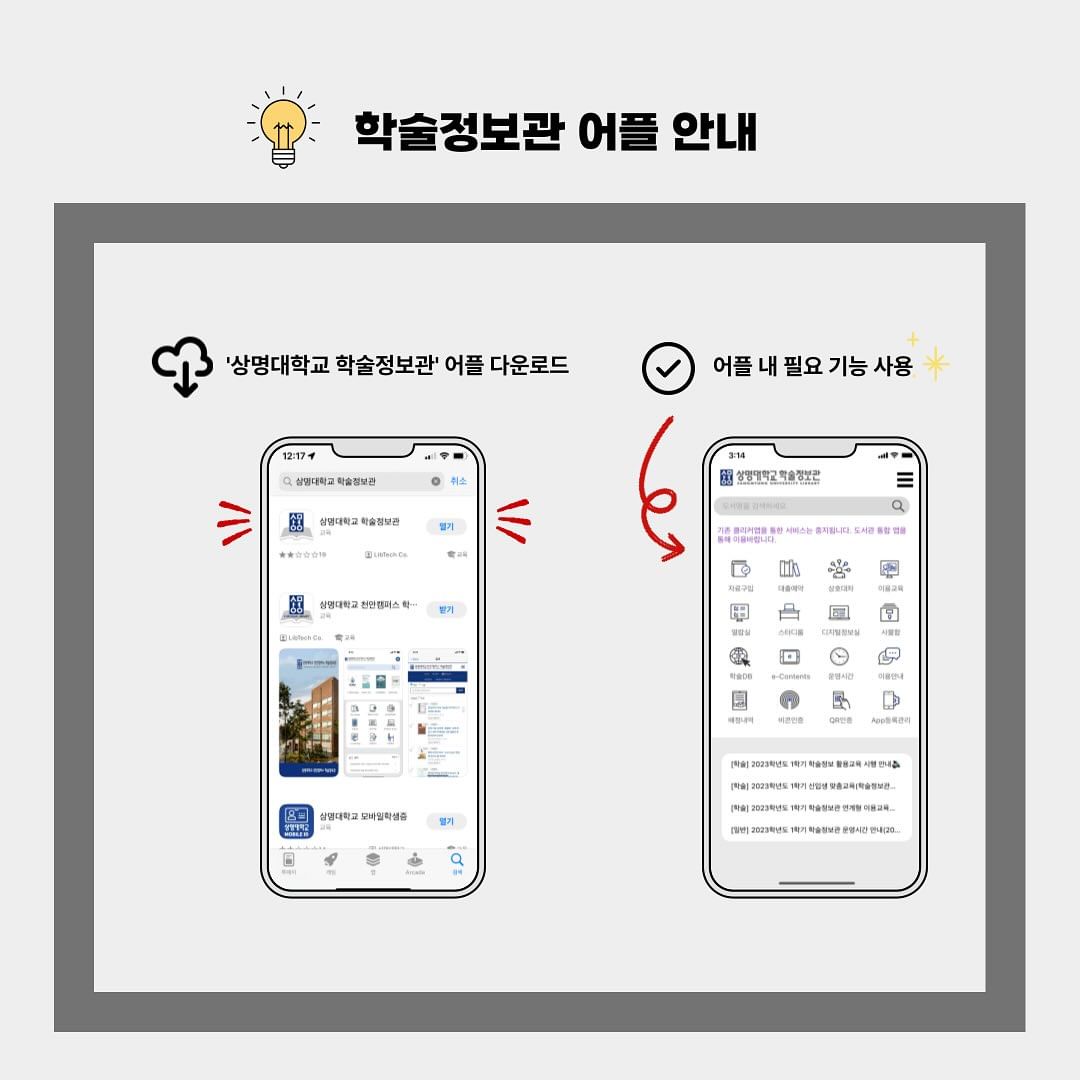 학술정보관 어플 안내
'상명대학교 학술정보관' 어플 다운로드
어플 내 필요 기능 사용
12:17
상명대학교 학술정보관
취소
상명대학교 학술정보관
교육
열기
19
LibTech Co.
교육
상명대학교 천안캠퍼스 학…
교육
받기
LibTech Co.
교육
상명대학교
MOBILE ID
상명대학교 모바일학생증
교육
열기
투데이
게임
앱
Arcade
검색
3:14
상명대학교 학술정보관
SANGMYUNG UNIVERSITY LIBRARY
도서명을 검색하세요.
기존 클리커앱을 통한 서비스는 중지됩니다. 도서관 통합 앱을
통해 이용바랍니다.
자료구입
대출예약
상호대차
이용교육
열람실
스터디룸
디지털정보실
사물함
학술DB
e-Contents
운영시간
이용안내
배정내역
비콘인증
QR인증
App등록관리
[학술] 2023학년도 1학기 학술정보 활용교육 시행 안내
[학술] 2023학년도 1학기 신입생 맞춤교육(학술정보관...
[학술] 2023학년도 1학기 학술정보관 연계형 이용교육...
[일반] 2023학년도 1학기 학술정보관 운영시간 안내(20...